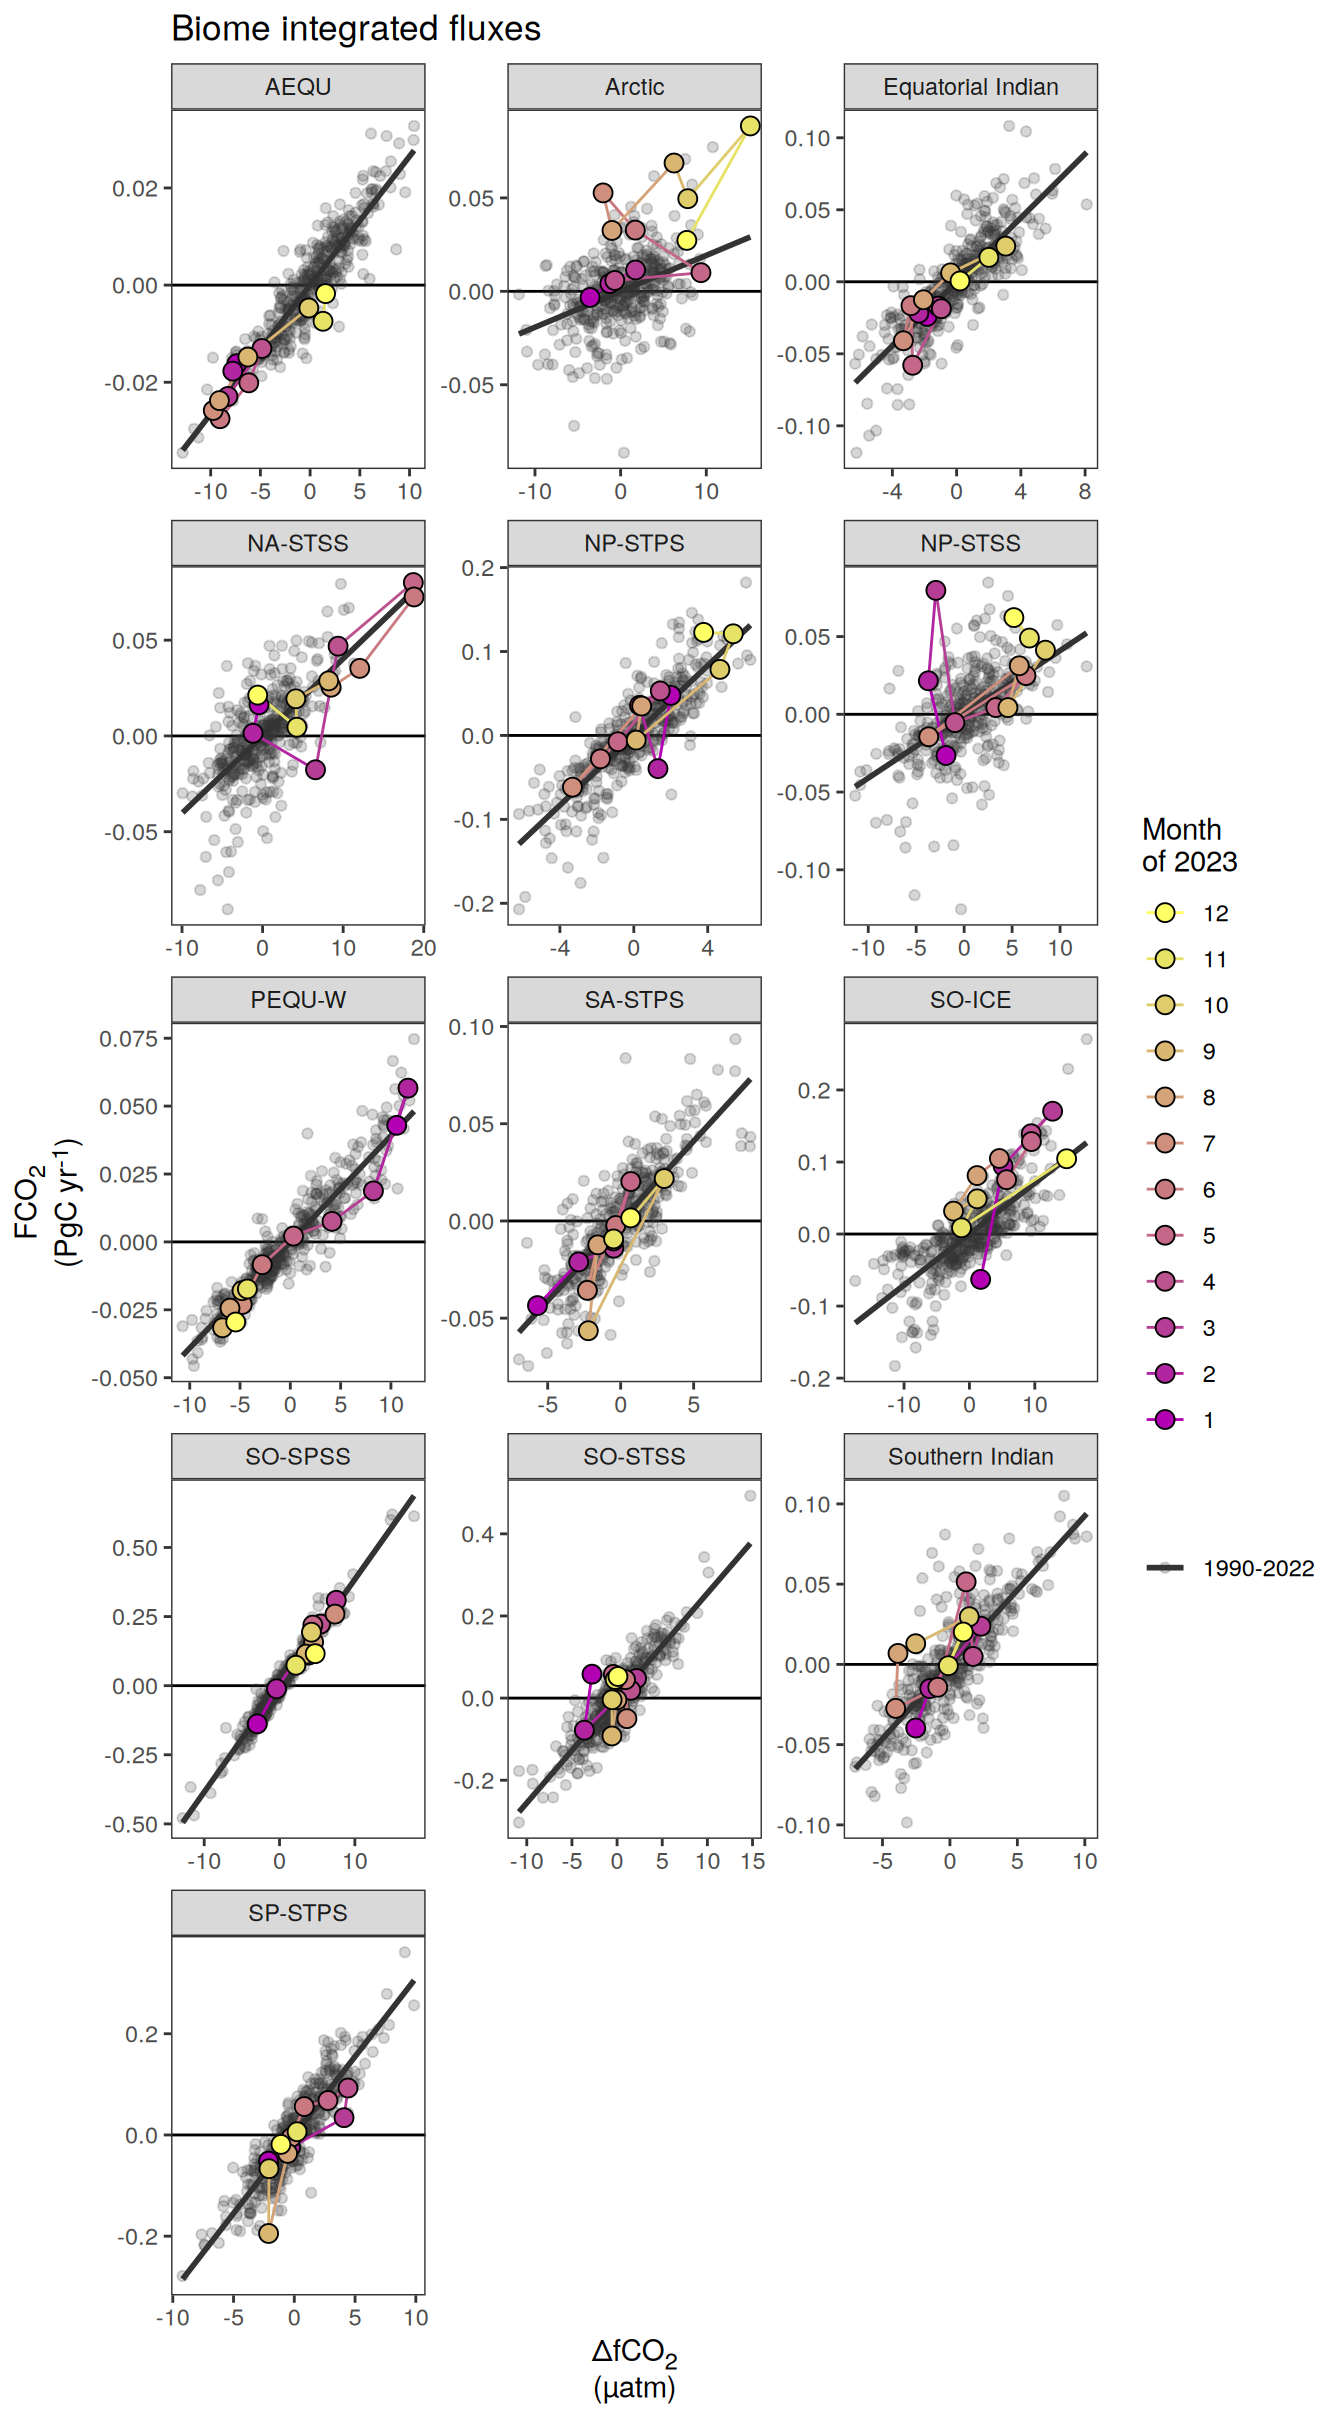 Biome integrated fluxes
AEQU
Arctic
Equatorial Indian
0.02
0.00
-0.02
0.05
0.00
-0.05
0.10
0.05
0.00
-0.05
-0.10
-10 -5 0 5 10
-10 0 10
-4 0 4 8
NA-STSS
NP-STPS
NP-STSS
0.05
0.00
-0.05
0.2
0.1
0.0
-0.1
-0.2
0.05
0.00
-0.05
-0.10
-10 0 10 20
-4 0 4
-10 -5 0 5 10
PEQU-W
SA-STPS
SO-ICE
0.075
0.050
0.025
0.000
-0.025
-0.050
0.10
0.05
0.00
-0.05
0.2
0.1
0.0
-0.1
-0.2
-10 -5 0 5 10
-5 0 5
-10 0 10
SO-SPSS
SO-STSS
Southern Indian
0.50
0.25
0.00
-0.25
-0.50
0.4
0.2
0.0
-0.2
0.10
0.05
0.00
-0.05
-0.10
-10 0 10
-10 -5 0 5 10 15
-5 0 5 10
SP-STPS
0.2
0.0
-0.2
-10 -5 0 5 10
FCO₂
(PgC yr⁻¹)
ΔfCO₂
(µatm)
Month
of 2023
12
11
10
9
8
7
6
5
4
3
2
1
1990-2022